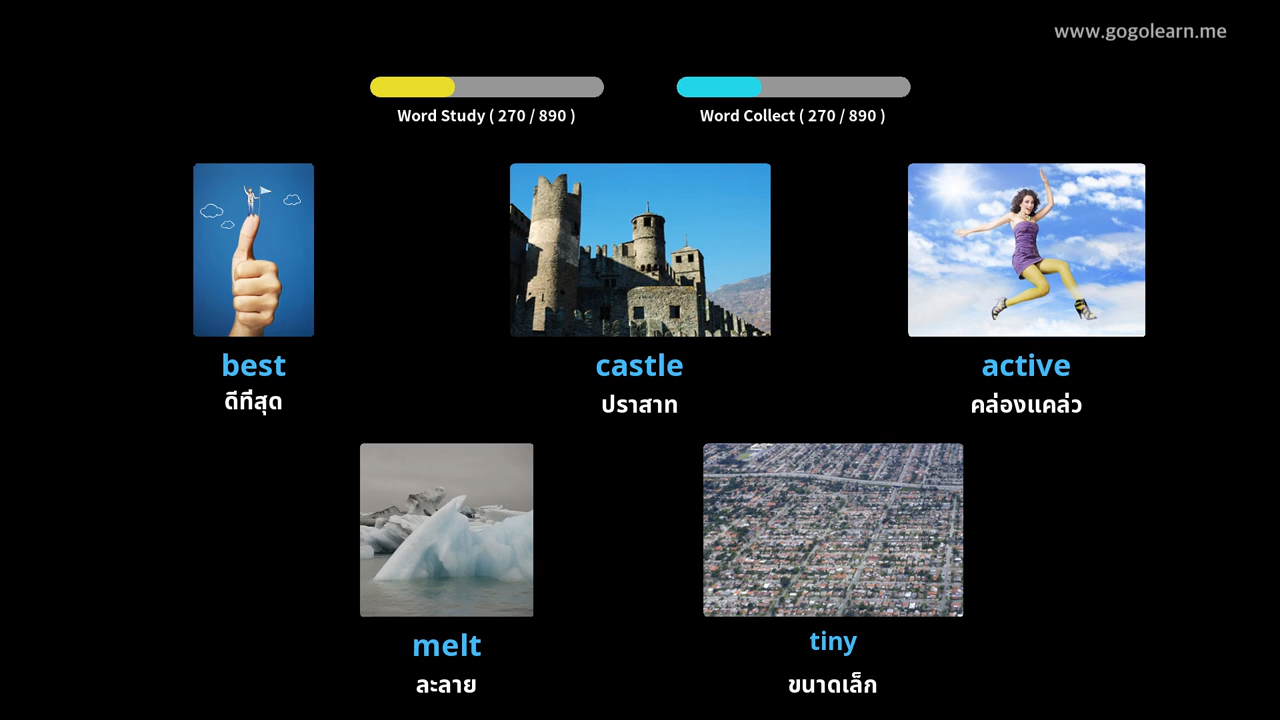 www.gogolearn.me
Word Study ( 270 / 890 )
Word Collect ( 270 / 890 )
best
ดีที่สุด
castle
ปราสาท
active
คล่องแคล่ว
melt
ละลาย
tiny
ขนาดเล็ก